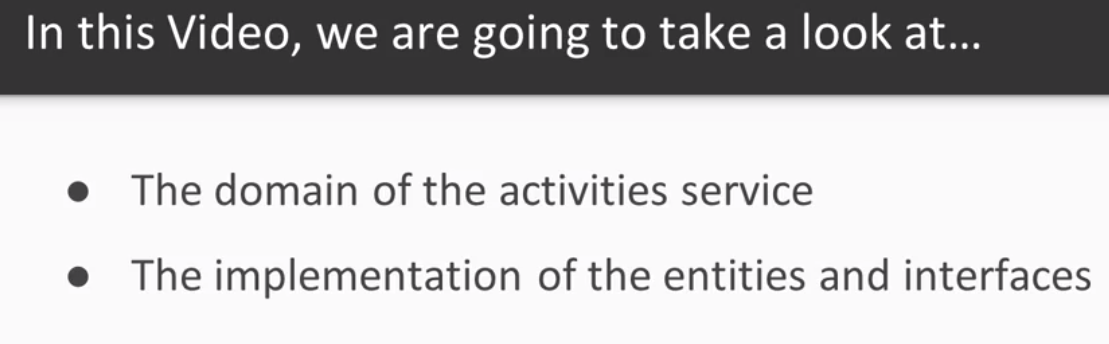 In this Video, we are going to take a look at...
● The domain of the activities service
● The implementation of the entities and interfaces